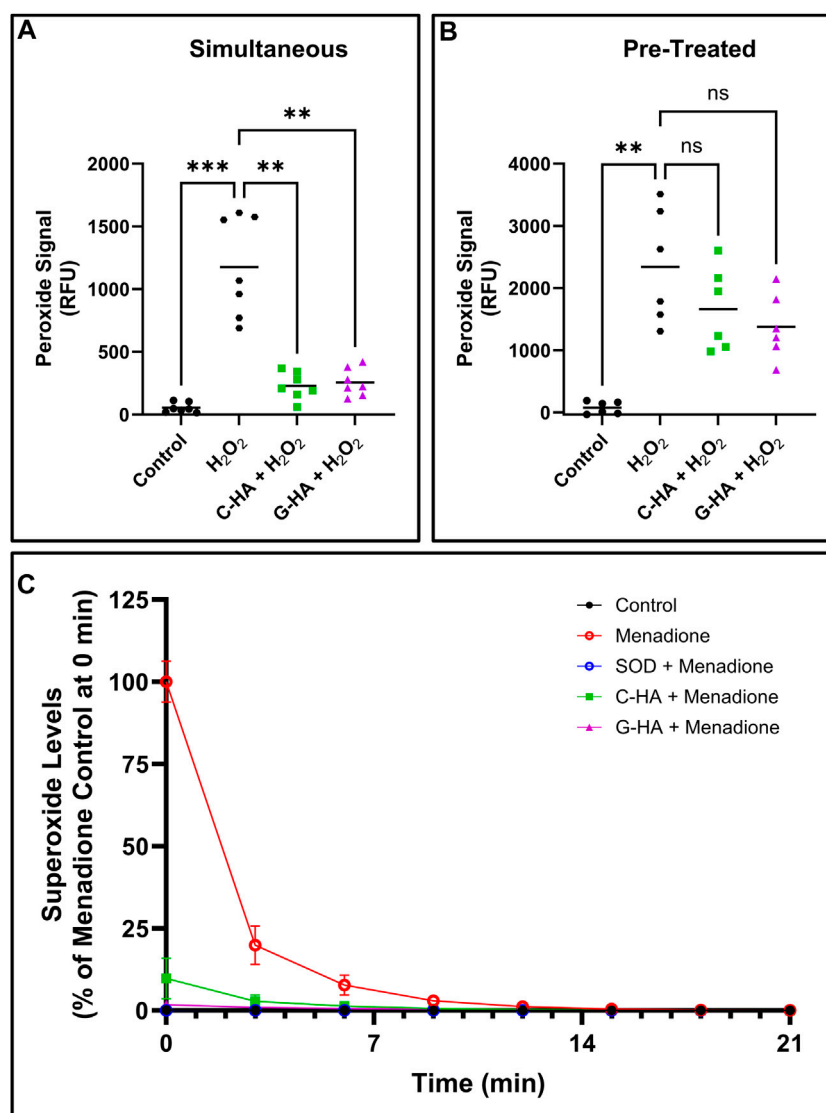 A
Simultaneous
**
***
**
2000
1500
1000
500
0
Peroxide Signal
(RFU)
Control
H₂O₂
C-HA + H₂O₂
G-HA + H₂O₂
B
Pre-Treated
ns
**
ns
4000
3000
2000
1000
0
Peroxide Signal
(RFU)
Control
H₂O₂
C-HA + H₂O₂
G-HA + H₂O₂
C
125
100
75
50
25
0
Superoxide Levels
(% of Menadione Control at 0 min)
Control
Menadione
SOD + Menadione
C-HA + Menadione
G-HA + Menadione
0
7
14
21
Time (min)